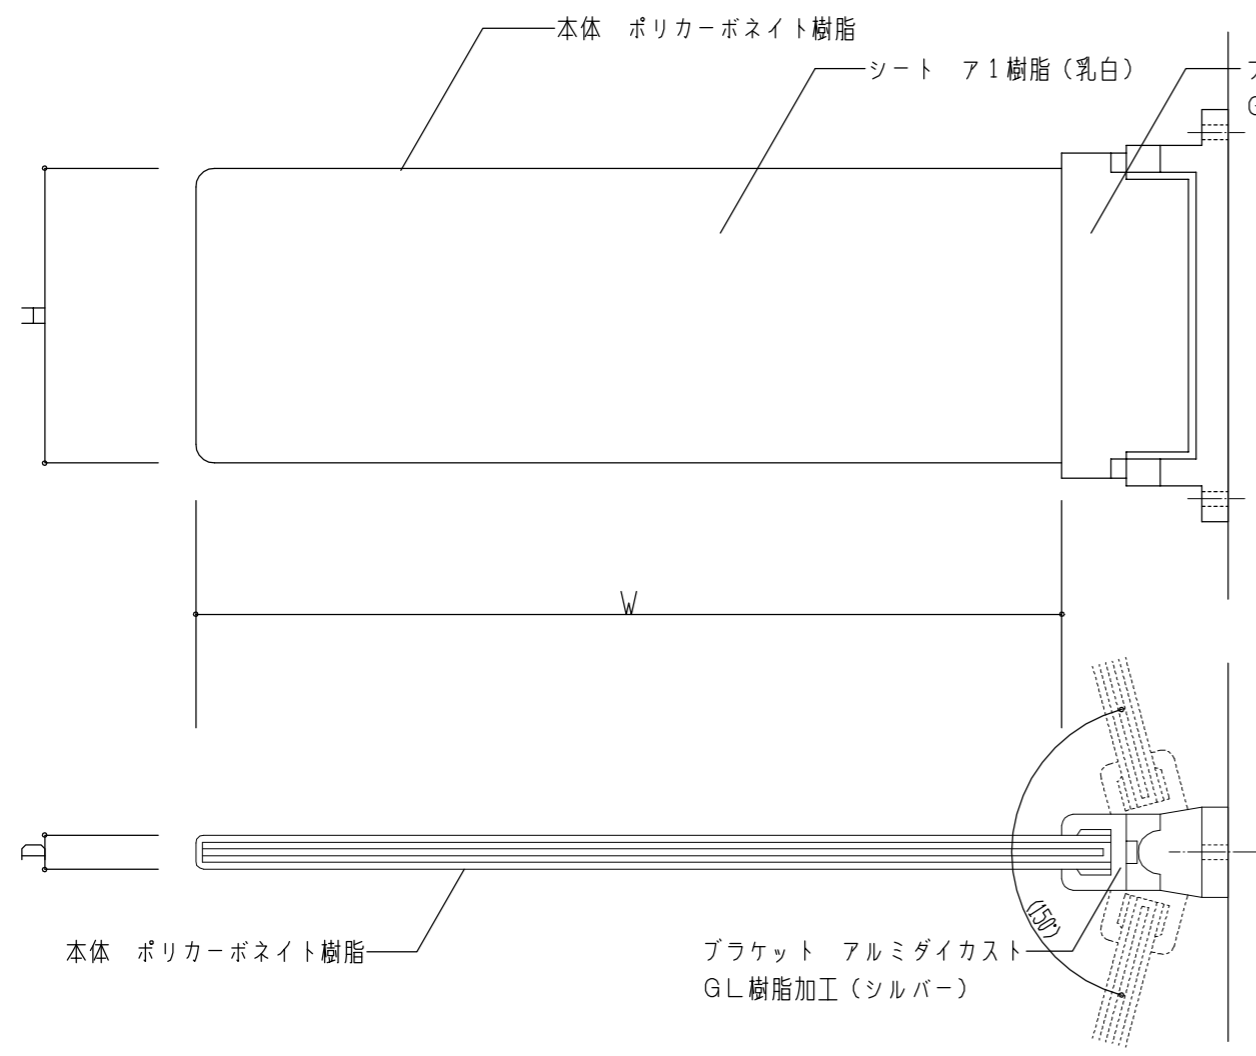 本体 ポリカーボネイト樹脂
シート ア1樹脂（乳白）
G
H
W
D
(150°)
本体 ポリカーボネイト樹脂
ブラケット アルミダイカスト
GL樹脂加工（シルバー）